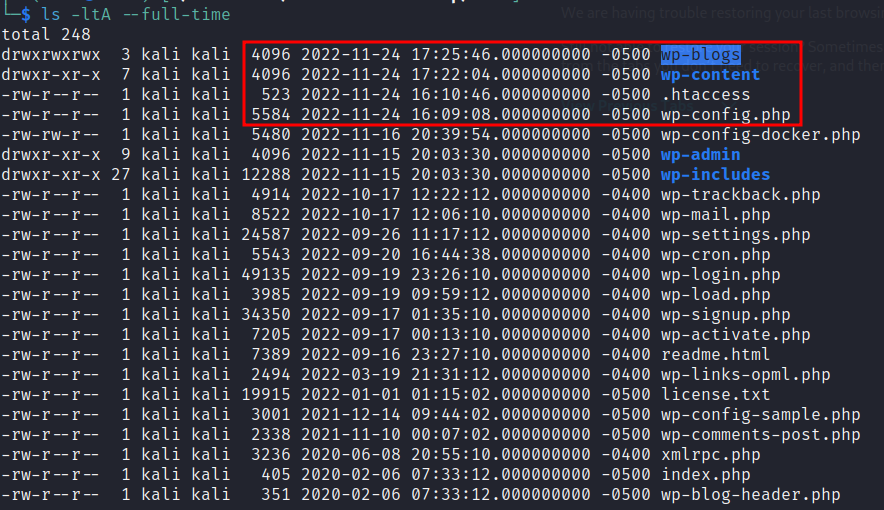 └─$ ls -ltA --full-time
total 248
drwxrwxrwx  3 kali kali  4096 2022-11-24 17:25:46.000000000 -0500 wp-blogs
drwxr-xr-x  7 kali kali  4096 2022-11-24 17:22:04.000000000 -0500 wp-content
-rw-r--r--  1 kali kali   523 2022-11-24 16:10:46.000000000 -0500 .htaccess
-rw-r--r--  1 kali kali  5584 2022-11-24 16:09:08.000000000 -0500 wp-config.php
-rw-rw-r--  1 kali kali  5480 2022-11-16 20:39:54.000000000 -0500 wp-config-docker.php
drwxr-xr-x  9 kali kali  4096 2022-11-15 20:03:30.000000000 -0500 wp-admin
drwxr-xr-x 27 kali kali 12288 2022-11-15 20:03:30.000000000 -0500 wp-includes
-rw-r--r--  1 kali kali  4914 2022-10-17 12:22:12.000000000 -0400 wp-trackback.php
-rw-r--r--  1 kali kali  8522 2022-10-17 12:06:10.000000000 -0400 wp-mail.php
-rw-r--r--  1 kali kali 24587 2022-09-26 11:17:12.000000000 -0400 wp-settings.php
-rw-r--r--  1 kali kali  5543 2022-09-20 16:44:38.000000000 -0400 wp-cron.php
-rw-r--r--  1 kali kali 49135 2022-09-19 23:26:10.000000000 -0400 wp-login.php
-rw-r--r--  1 kali kali  3985 2022-09-19 09:59:12.000000000 -0400 wp-load.php
-rw-r--r--  1 kali kali 34350 2022-09-17 01:35:10.000000000 -0400 wp-signup.php
-rw-r--r--  1 kali kali  7205 2022-09-17 00:13:10.000000000 -0400 wp-activate.php
-rw-r--r--  1 kali kali  7389 2022-09-16 23:27:10.000000000 -0400 readme.html
-rw-r--r--  1 kali kali  2494 2022-03-19 21:31:12.000000000 -0400 wp-links-opml.php
-rw-r--r--  1 kali kali 19915 2022-01-01 01:15:02.000000000 -0500 license.txt
-rw-r--r--  1 kali kali  3001 2021-12-14 09:44:02.000000000 -0500 wp-config-sample.php
-rw-r--r--  1 kali kali  2338 2021-11-10 00:07:02.000000000 -0500 wp-comments-post.php
-rw-r--r--  1 kali kali  3236 2020-06-08 20:55:10.000000000 -0400 xmlrpc.php
-rw-r--r--  1 kali kali   405 2020-02-06 07:33:12.000000000 -0500 index.php
-rw-r--r--  1 kali kali   351 2020-02-06 07:33:12.000000000 -0500 wp-blog-header.php
We are having trouble restoring your last browsi